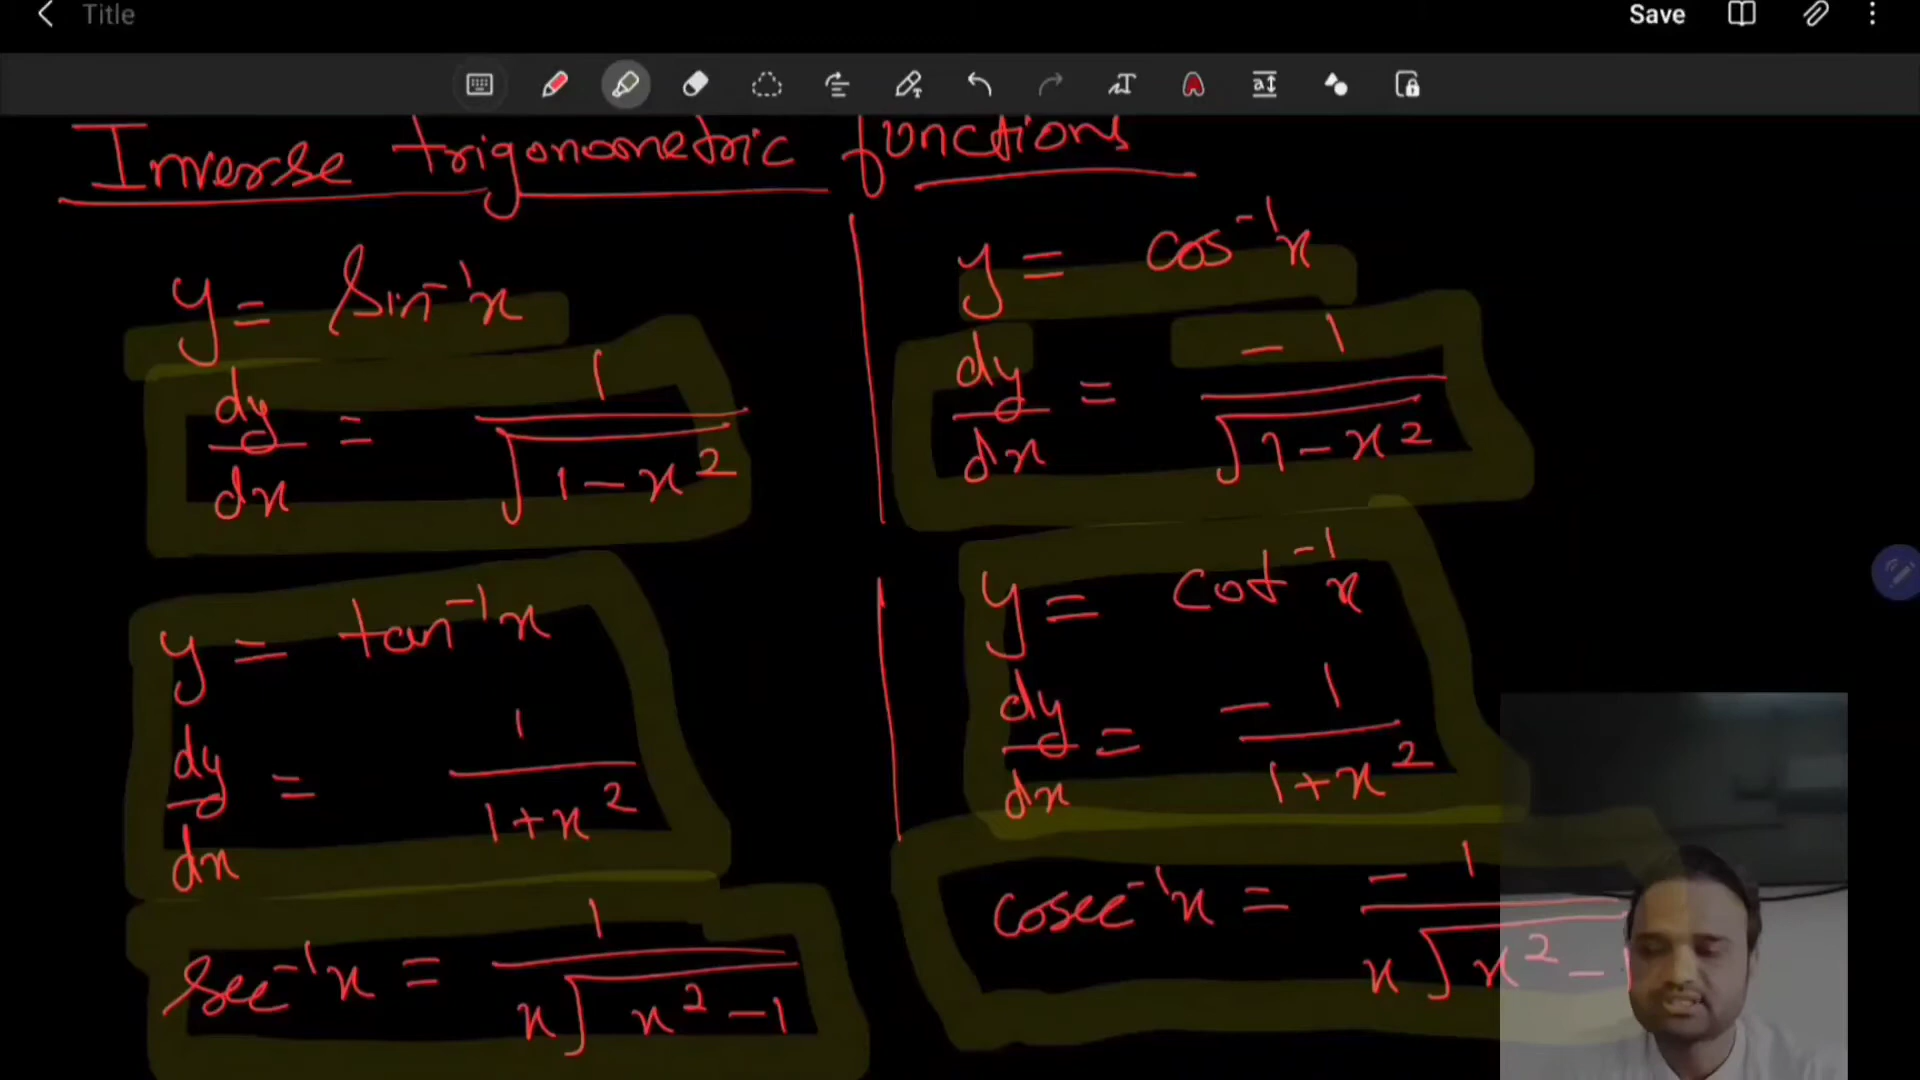 Title
Save
Inverse trigonometric functions
y = Sin⁻¹x
dy/dx = 1/√(1-x²)
y = cos⁻¹x
dy/dx = -1/√(1-x²)
y = tan⁻¹x
dy/dx = 1/(1+x²)
y = cot⁻¹x
dy/dx = -1/(1+x²)
Sec⁻¹x = 1/(x√(x²-1))
cosec⁻¹x = -1/(x√(x²-1))